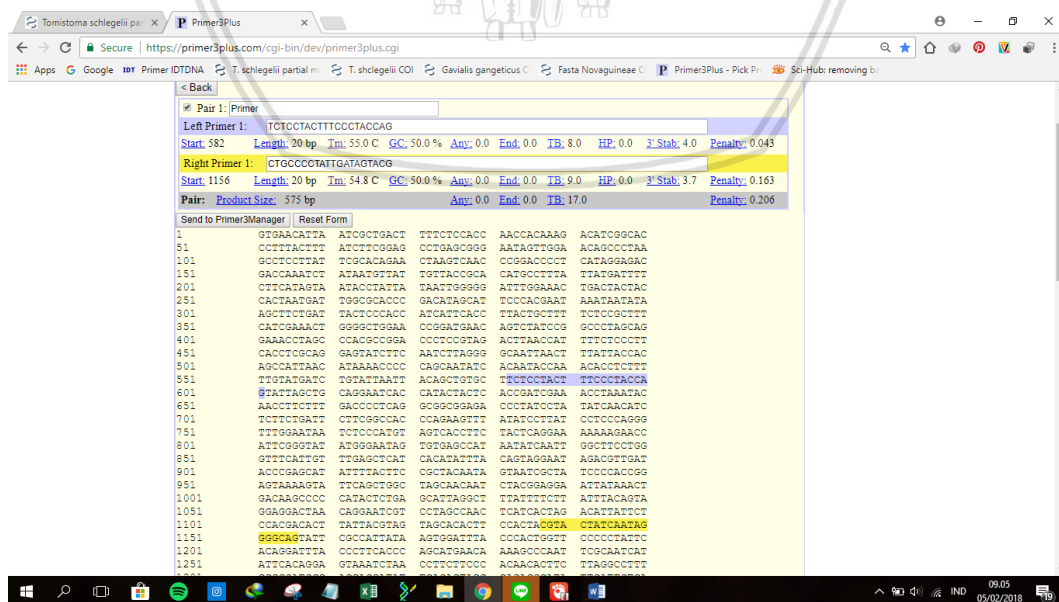 Tomistoma schlegelii par × P Primer3Plus ×
Secure | https://primer3plus.com/cgi-bin/dev/primer3plus.cgi
Apps G Google IDT Primer IDTDNA T. schlegelii partial m T. shclegelii COI Gavialis gangeticus C Fasta Novaguineae C P Primer3Plus - Pick Pr Sci-Hub: removing ba
< Back
Pair 1: Primer
Left Primer 1: TCTCCTACTTTCCCTACCAG
Start: 582 Length: 20 bp Tm: 55.0 C GC: 50.0 % Any: 0.0 End: 0.0 TB: 8.0 HP: 0.0 3' Stab: 4.0 Penalty: 0.043
Right Primer 1: CTGCCCCTATTGATAGTACG
Start: 1156 Length: 20 bp Tm: 54.8 C GC: 50.0 % Any: 0.0 End: 0.0 TB: 9.0 HP: 0.0 3' Stab: 3.7 Penalty: 0.163
Pair: Product Size: 575 bp Any: 0.0 End: 0.0 TB: 17.0 Penalty: 0.206
Send to Primer3Manager Reset Form
1 GTGAACATTA ATCGCTGACT TTTCTCCACC AACCACAAAG ACATCGGCAC
51 CCTTTACTTT ATCTTCGGAG CCTGAGCGGG AATAGTTGGA ACAGCCCTAA
101 GCCTCCTTAT TCGCACAGAA CTAAGTCAAC CCGGACCCCT CATAGGAGAC
151 GACCAAATCT ATAATGTTAT TGTTACCGCA CATGCCTTTA TTATGATTTT
201 CTTCATAGTA ATACCTATTA TAATTGGGGG ATTTGGAAAC TGACTACTAC
251 CACTAATGAT TGGCGCACCC GACATAGCAT TCCCACGAAT AAATAATATA
301 AGCTTCTGAT TACTCCCACC ATCATTCACC TTACTGCTTT TCTCCGCTTT
351 CATCGAAACT GGGGCTGGAA CCGGATGAAC AGTCTATCCG GCCCTAGCAG
401 GAAACCTAGC CCACGCCGGA CCCTCCGTAG ACTTAACCAT TTTCTCCCTT
451 CACCTCGCAG GAGTATCTTC AATCTTAGGG GCAATTAACT TTATTACCAC
501 AGCCATTAAC ATAAAACCCC CAGCAATATC ACAATACCAA ACACCTCTTT
551 TTGTATGATC TGTATTAATT ACAGCTGTGC TTCTCCTACT TTCCCTACCA
601 GTATTAGCTG CAGGAATCAC CATACTACTC ACCGATCGAA ACCTAAATAC
651 AACCTTCTTT GACCCCTCAG GCGGCGGAGA CCCTATCCTA TATCAACATC
701 TCTTCTGATT CTTCGGCCAC CCAGAAGTTT ATATCCTTAT CCTCCCAGGG
751 TTTGGAATAA TCTCCCATGT AGTCACCTTC TACTCAGGAA AAAAAGAACC
801 ATTCGGGTAT ATGGGAATAG TGTGAGCCAT AATATCAATT GGCTTCCTGG
851 GTTTCATTGT TTGAGCTCAT CACATATTTA CAGTAGGAAT AGACGTTGAT
901 ACCCGAGCAT ATTTTACTTC CGCTACAATA GTAATCGCTA TCCCCACCGG
951 AGTAAAAGTA TTCAGCTGGC TAGCAACAAT CTACGGAGGA ATTATAAACT
1001 GACAAGCCCC CATACTCTGA GCATTAGGCT TTATTTTCTT ATTTACAGTA
1051 GGAGGACTAA CAGGAATCGT CCTAGCCAAC TCATCACTAG ACATTATTCT
1101 CCACGACACT TATTACGTAG TAGCACACTT CCACTACGTA CTATCAATAG
1151 GGGCAGTATT CGCCATTATA AGTGGATTTA CCCACTGGTT CCCCCTATTC
1201 ACAGGATTTA CCCTTCACCC AGCATGAACA AAAGCCCAAT TCGCAATCAT
1251 ATTCACAGGA GTAAATCTAA CCTTCTTCCC ACAACACTTC TTAGGCCTTT
IND 09.05
05/02/2018 19